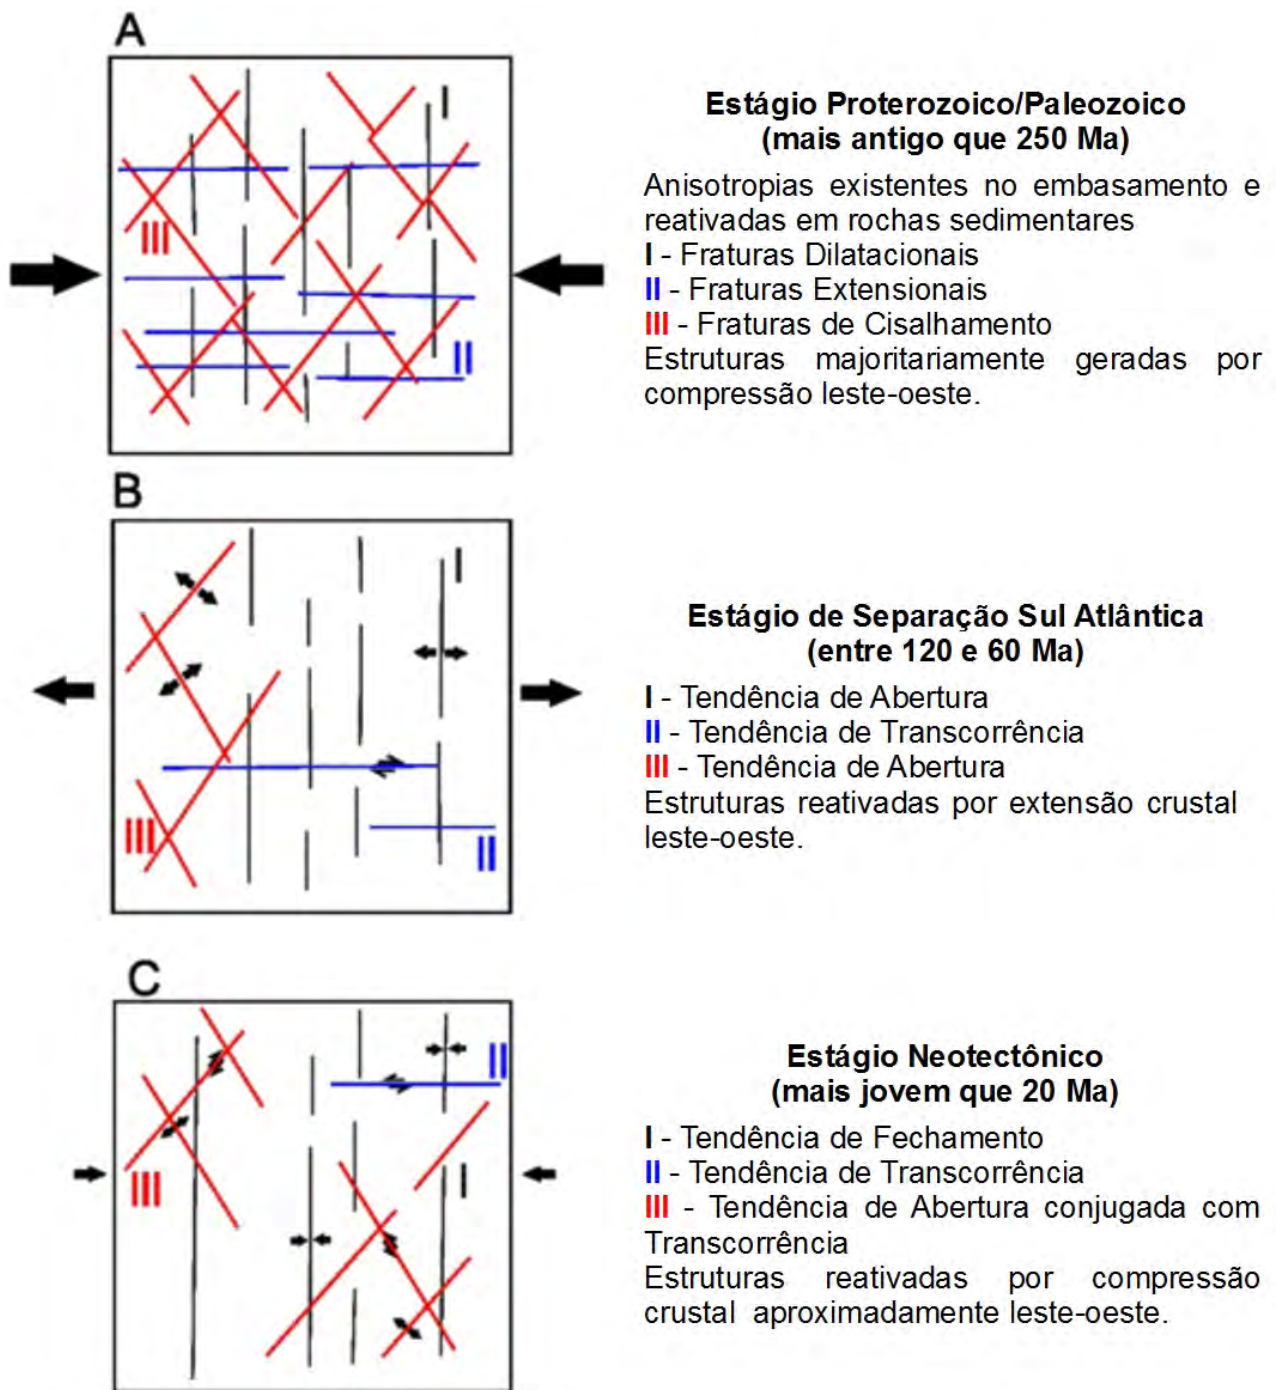 A
I
III
II
Estágio Proterozoico/Paleozoico
(mais antigo que 250 Ma)
Anisotropias existentes no embasamento e
reativadas em rochas sedimentares
I - Fraturas Dilatacionais
II - Fraturas Extensionais
III - Fraturas de Cisalhamento
Estruturas majoritariamente geradas por
compressão leste-oeste.
B
I
III
II
Estágio de Separação Sul Atlântica
(entre 120 e 60 Ma)
I - Tendência de Abertura
II - Tendência de Transcorrência
III - Tendência de Abertura
Estruturas reativadas por extensão crustal
leste-oeste.
C
II
III
I
Estágio Neotectônico
(mais jovem que 20 Ma)
I - Tendência de Fechamento
II - Tendência de Transcorrência
III - Tendência de Abertura conjugada com
Transcorrência
Estruturas reativadas por compressão
crustal aproximadamente leste-oeste.